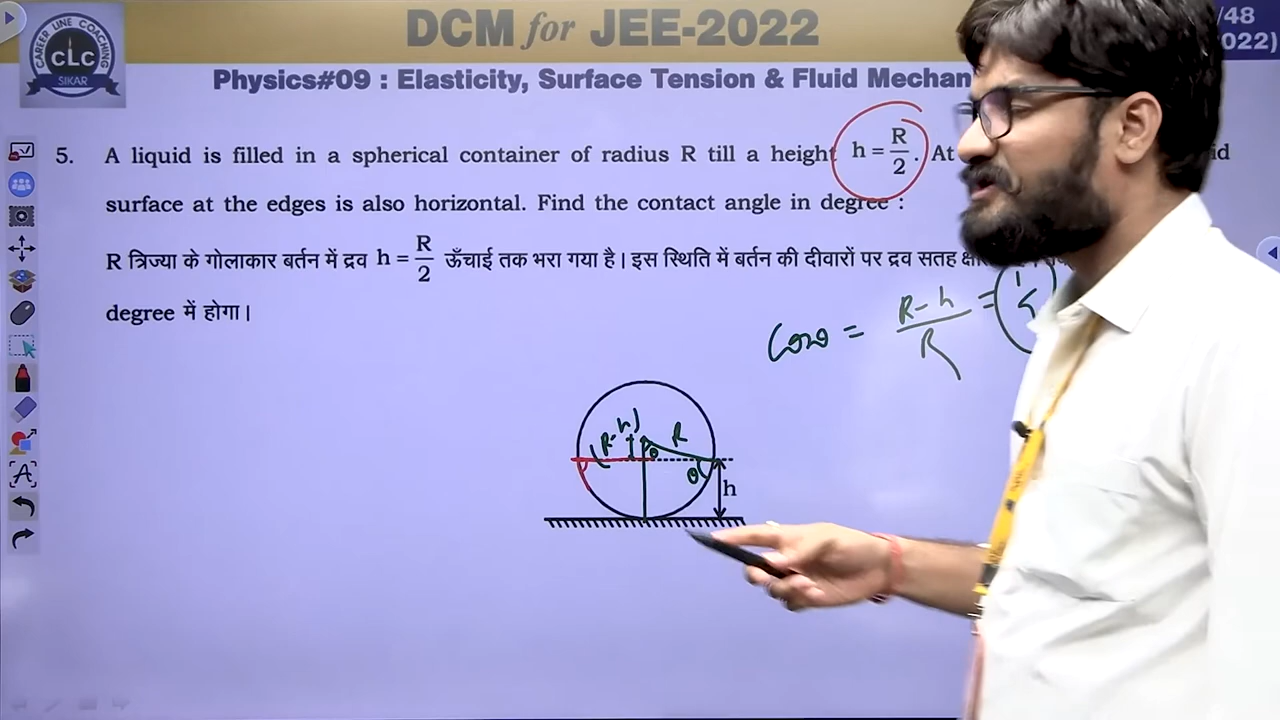 DCM for JEE-2022
/48
2022)
CAREER LINE COACHING
CLC
SIKAR
Physics#09 : Elasticity, Surface Tension & Fluid Mechan
5. A liquid is filled in a spherical container of radius R till a height h = R/2. At
surface at the edges is also horizontal. Find the contact angle in degree :
R त्रिज्या के गोलाकार बर्तन में द्रव h = R/2 ऊँचाई तक भरा गया है। इस स्थिति में बर्तन की दीवारों पर द्रव सतह
degree में होगा।
Cosθ = R-h/R =
(R-h)
R
θ
θ
h
A